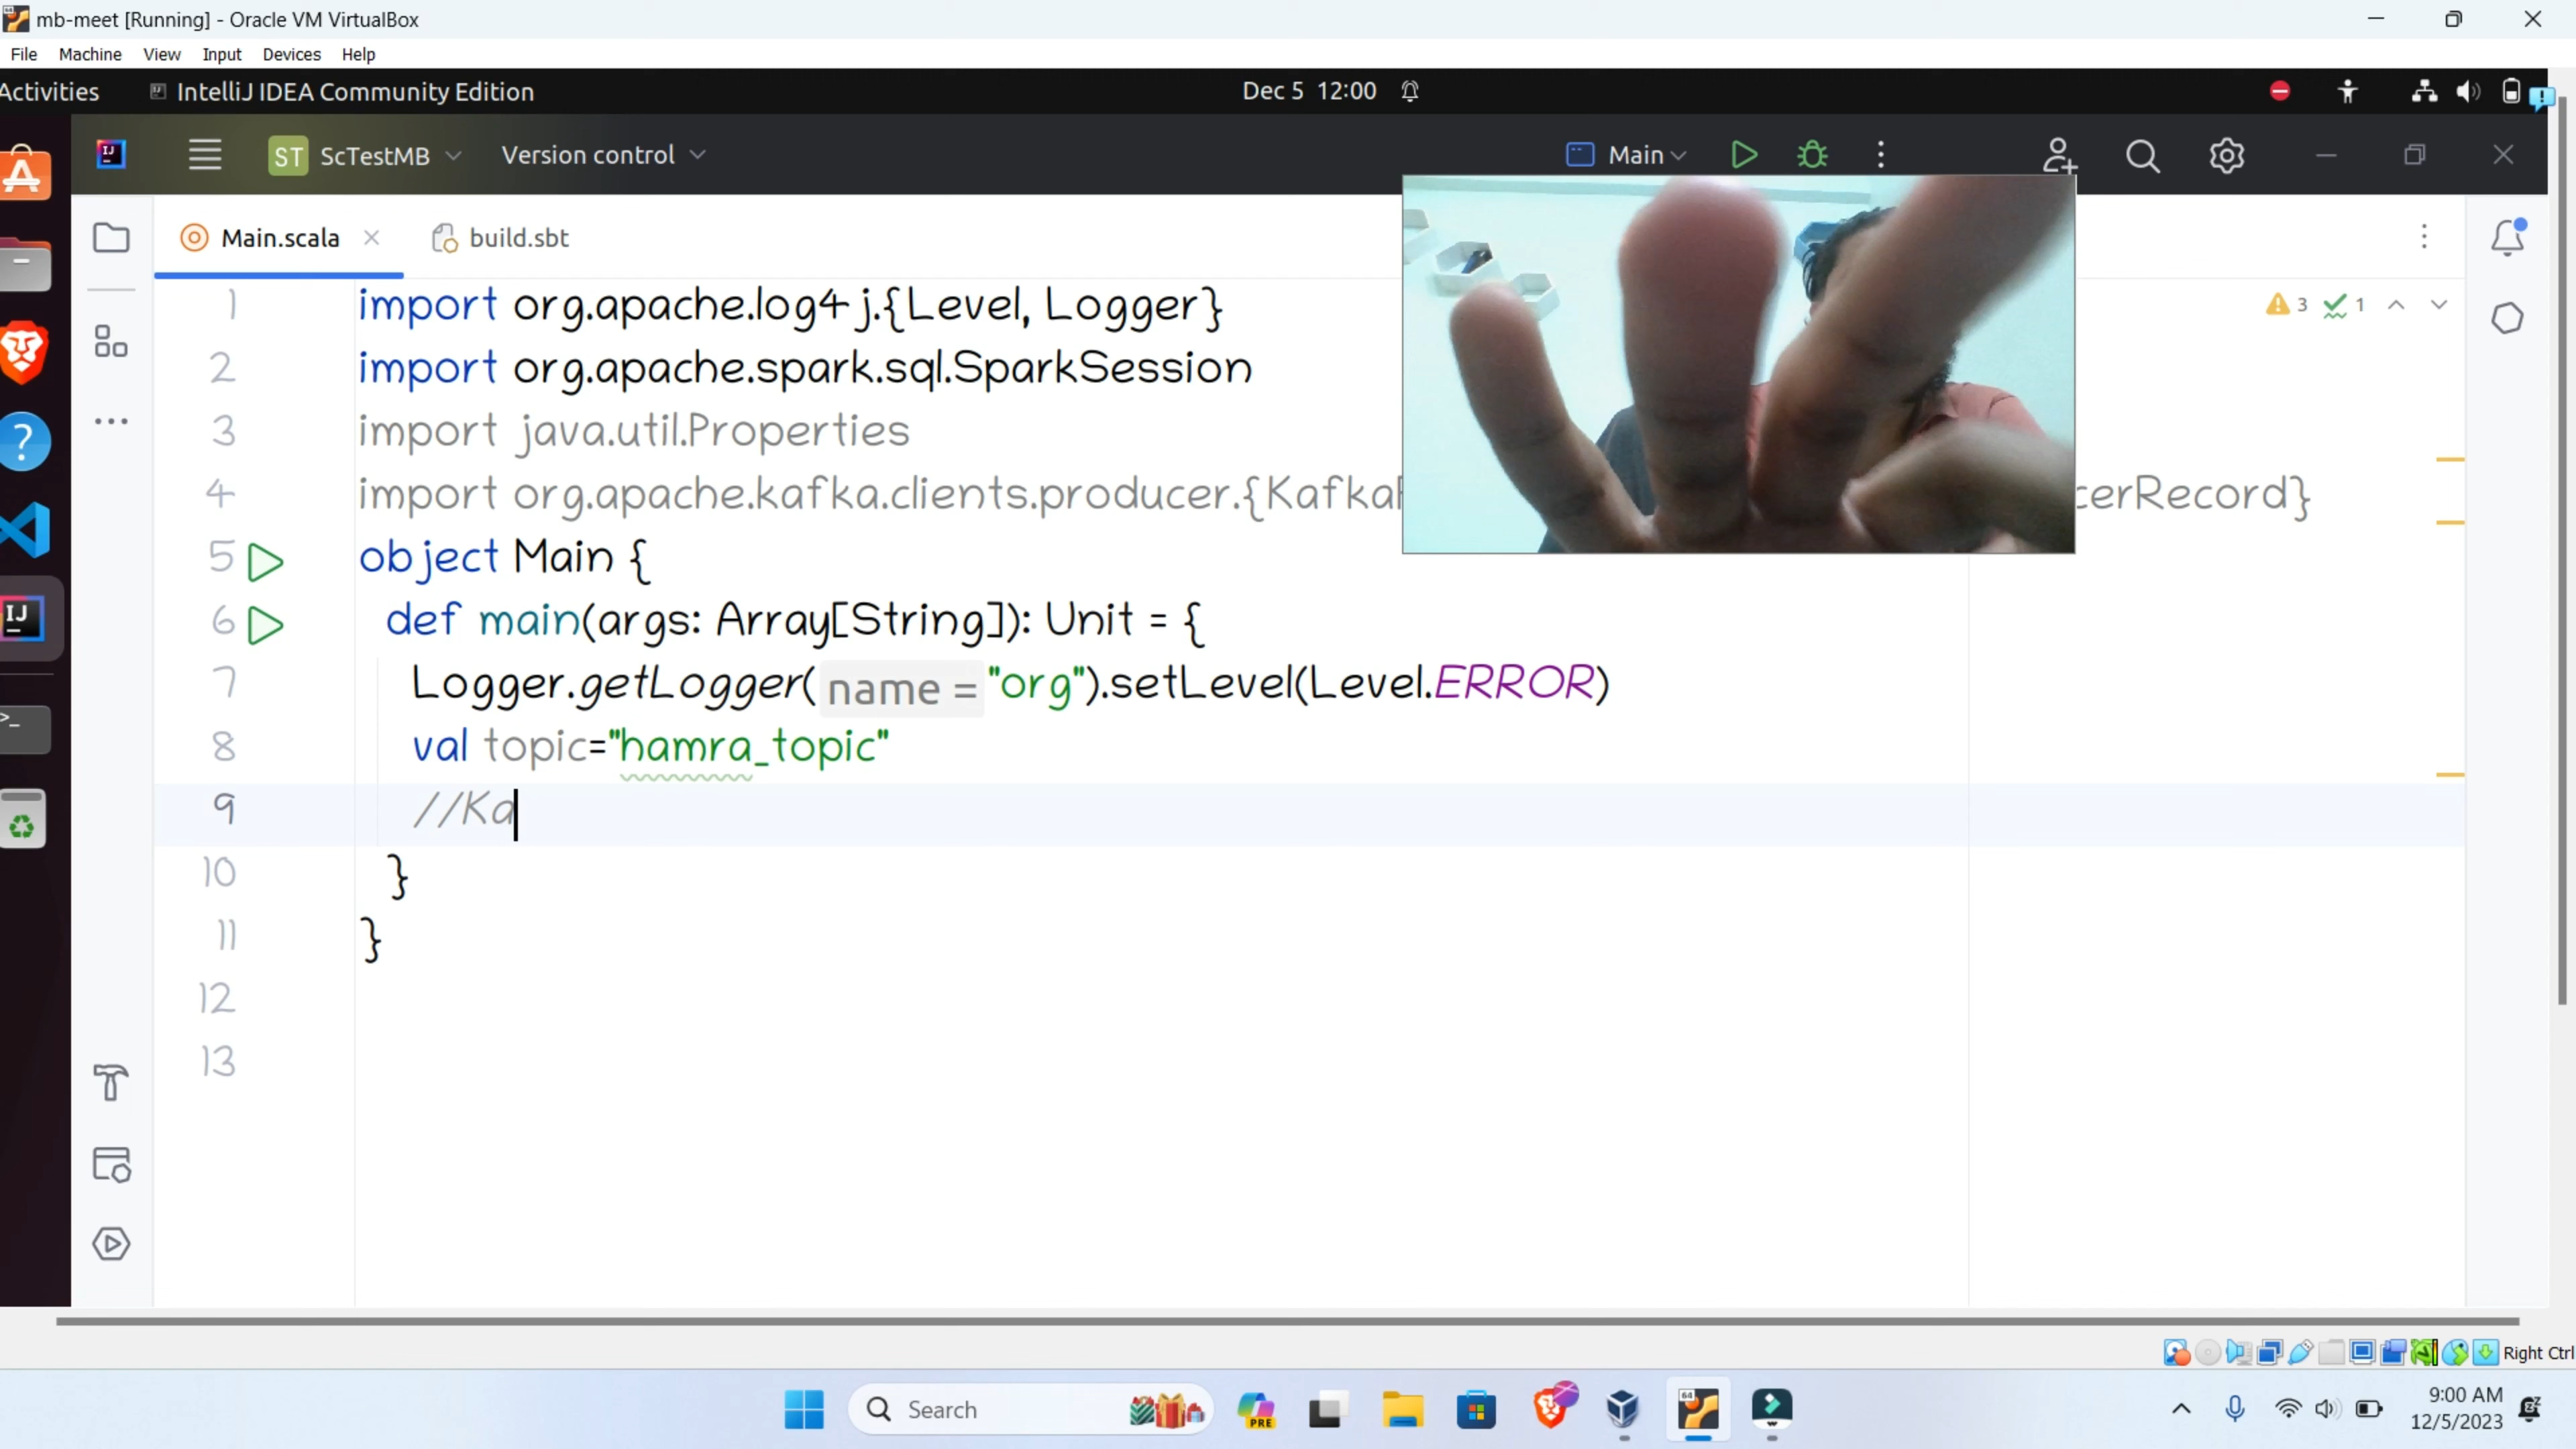 mb-meet [Running] - Oracle VM VirtualBox
File Machine View Input Devices Help
Activities IntelliJ IDEA Community Edition Dec 5 12:00
ST ScTestMB Version control Main
Main.scala build.sbt
3 1
1 import org.apache.log4j.{Level, Logger}
2 import org.apache.spark.sql.SparkSession
3 import java.util.Properties
4 import org.apache.kafka.clients.producer.{Kafka cerRecord}
5 object Main {
6 def main(args: Array[String]): Unit = {
7 Logger.getLogger( name = "org").setLevel(Level.ERROR)
8 val topic="hamra_topic"
9 //Ka
10 }
11 }
12
13
Right Ctrl
Search PRE 64
9:00 AM
12/5/2023